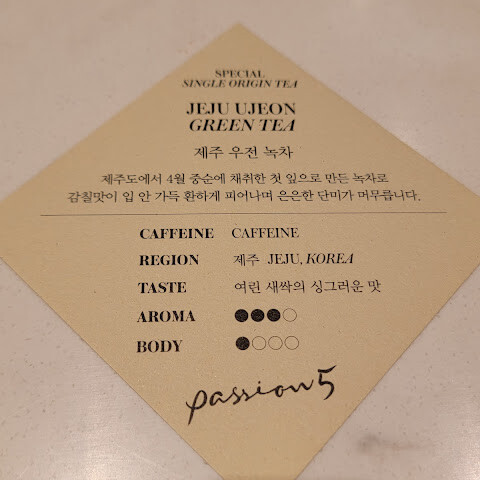 SPECIAL
SINGLE ORIGIN TEA
JEJU UJEON
GREEN TEA
제주 우전 녹차
제주도에서 4월 중순에 채취한 첫 잎으로 만든 녹차로
감칠맛이 입 안 가득 환하게 피어나며 은은한 단미가 머무릅니다.
CAFFEINE CAFFEINE
REGION 제주 JEJU, KOREA
TASTE 여린 새싹의 싱그러운 맛
AROMA ●●●○
BODY ●○○○
passion5